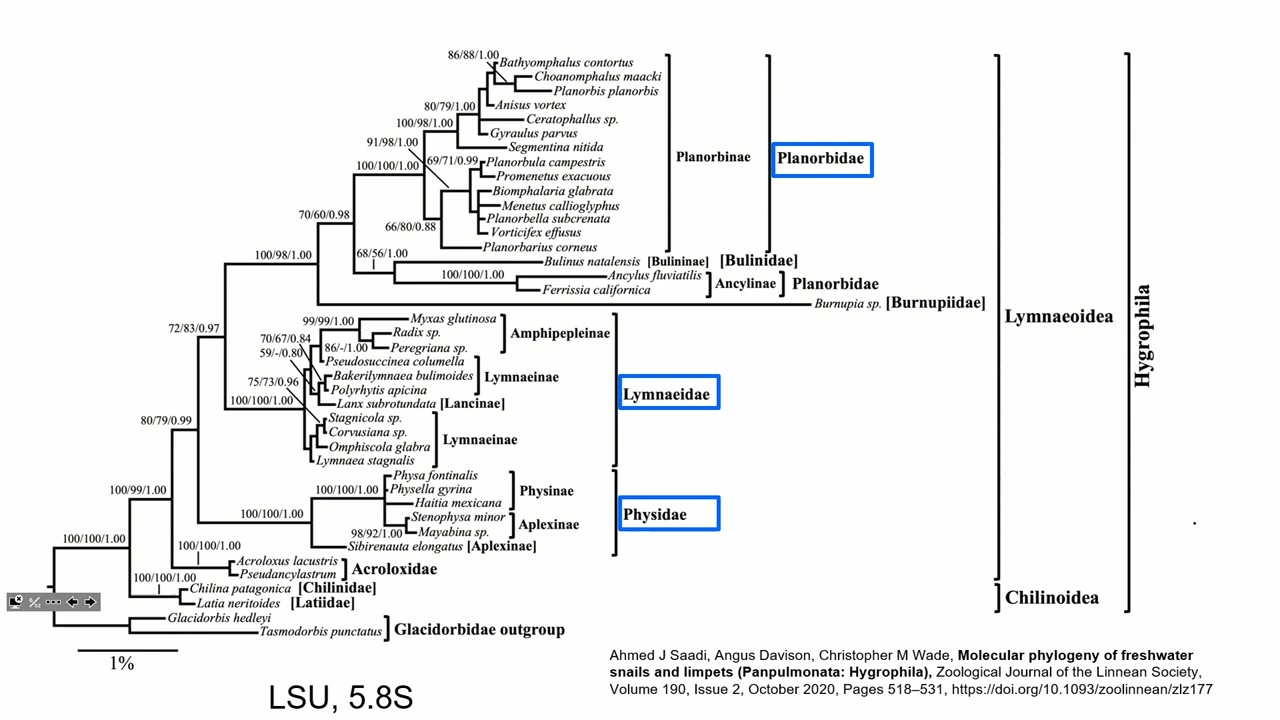 86/88/1.00
Bathyomphalus contortus
Choanomphalus maacki
Planorbis planorbis
80/79/1.00
Anisus vortex
Ceratophallus sp.
100/98/1.00
Gyraulus parvus
91/98/1.00
Segmentina nitida
Planorbinae
Planorbidae
100/100/1.00
69/71/0.99
Planorbula campestris
Promenetus exacuous
Biomphalaria glabrata
Menetus callioglyphus
70/60/0.98
66/80/0.88
Planorbella subcrenata
Vorticifex effusus
Planorbarius corneus
100/98/1.00
68/56/1.00
Bulinus natalensis [Bulininae] [Bulinidae]
100/100/1.00
Ancylus fluviatilis
Ferrissia californica
Ancylinae
Planorbidae
Burnupia sp. [Burnupiidae]
Lymnaeoidea
Hygrophila
72/83/0.97
99/99/1.00
Myxas glutinosa
Radix sp.
Amphipepleinae
70/67/0.84
86/-/1.00
Peregriana sp.
59/-/0.80
Pseudosuccinea columella
75/73/0.96
Bakerilymnaea bulimoides
Lymnaeinae
Polyrhytis apicina
Lymnaeidae
100/100/1.00
Lanx subrotundata [Lancinae]
80/79/0.99
Stagnicola sp.
Corvusiana sp.
Lymnaeinae
Omphiscola glabra
Lymnaea stagnalis
Physa fontinalis
100/99/1.00
100/100/1.00
Physella gyrina
Physinae
Haitia mexicana
100/100/1.00
Stenophysa minor
Aplexinae
Physidae
98/92/1.00
Mayabina sp.
100/100/1.00
100/100/1.00
Sibirenauta elongatus [Aplexinae]
Acroloxus lacustris
Acroloxidae
100/100/1.00
Pseudancylastrum
Chilina patagonica [Chilinidae]
Chilinoidea
Latia neritoides [Latiidae]
Glacidorbis hedleyi
Tasmodorbis punctatus
Glacidorbidae outgroup
1%
LSU, 5.8S
Ahmed J Saadi, Angus Davison, Christopher M Wade, Molecular phylogeny of freshwater
snails and limpets (Panpulmonata: Hygrophila), Zoological Journal of the Linnean Society,
Volume 190, Issue 2, October 2020, Pages 518–531, https://doi.org/10.1093/zoolinnean/zlz177